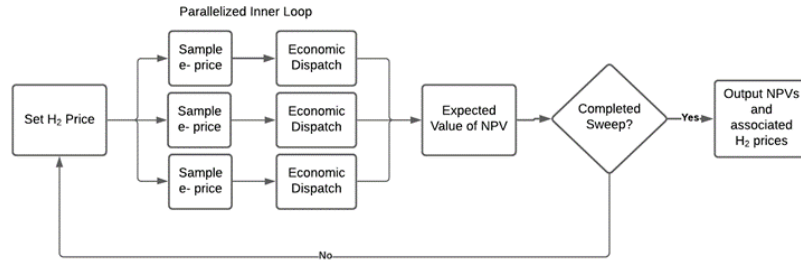 Parallelized Inner Loop
Set H₂ Price
Sample
e- price
Economic
Dispatch
Sample
e- price
Economic
Dispatch
Sample
e- price
Economic
Dispatch
Expected
Value of NPV
Completed
Sweep?
Yes
Output NPVs
and
associated
H₂ prices
No